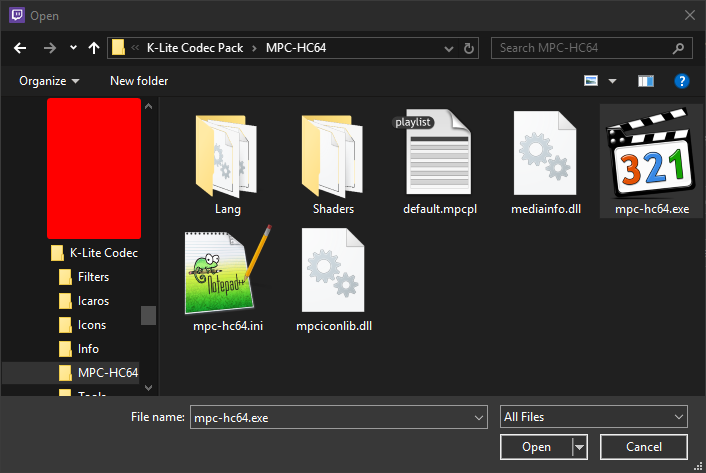 Open
K-Lite Codec Pack > MPC-HC64
Search MPC-HC64
Organize
New folder
?
K-Lite Codec
Filters
Icaros
Icons
Info
MPC-HC64
Tools
Lang
Shaders
playlist
default.mpcpl
mediainfo.dll
321
mpc-hc64.exe
Notepad++
mpc-hc64.ini
mpciconlib.dll
File name:
mpc-hc64.exe
All Files
Open
Cancel